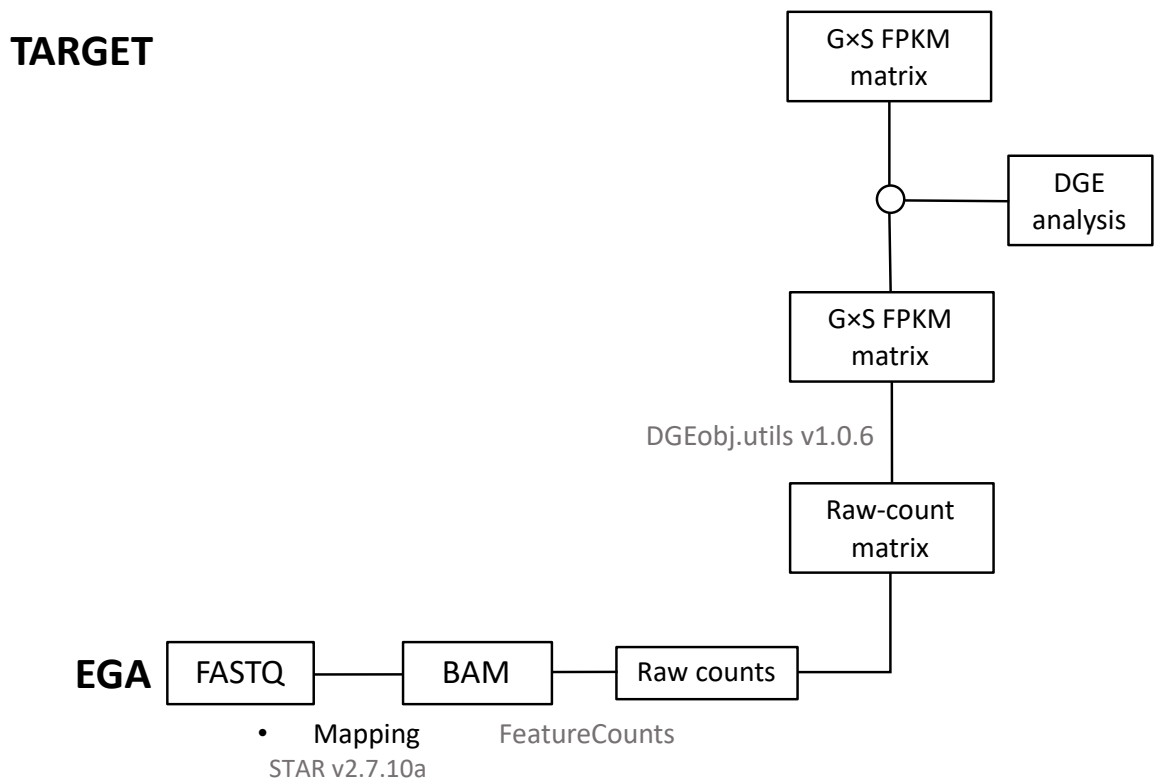 TARGET
G×S FPKM
matrix
DGE
analysis
G×S FPKM
matrix
DGEobj.utils v1.0.6
Raw-count
matrix
EGA
FASTQ
BAM
Raw counts
• Mapping
FeatureCounts
STAR v2.7.10a